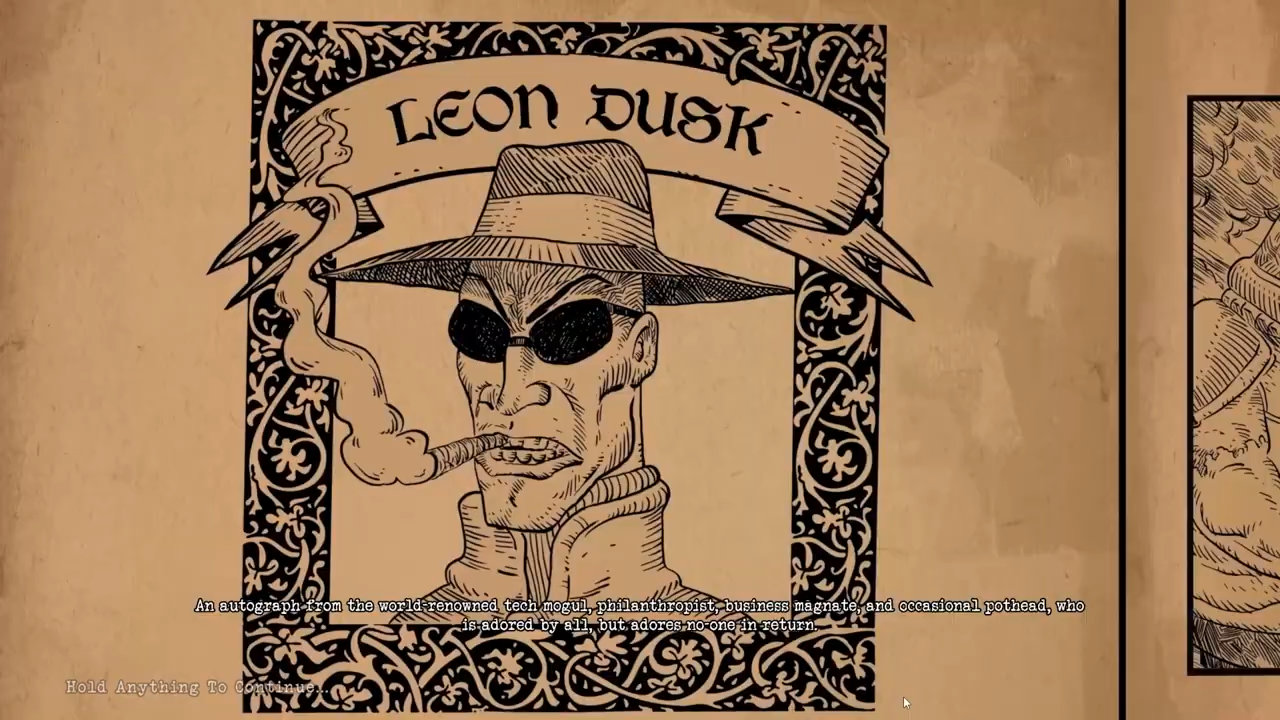 LEON DUSK
An autograph from the world-renowned tech mogul, philanthropist, business magnate, and occasional pothead, who
is adored by all, but adores no-one in return.
Hold Anything To Continue...